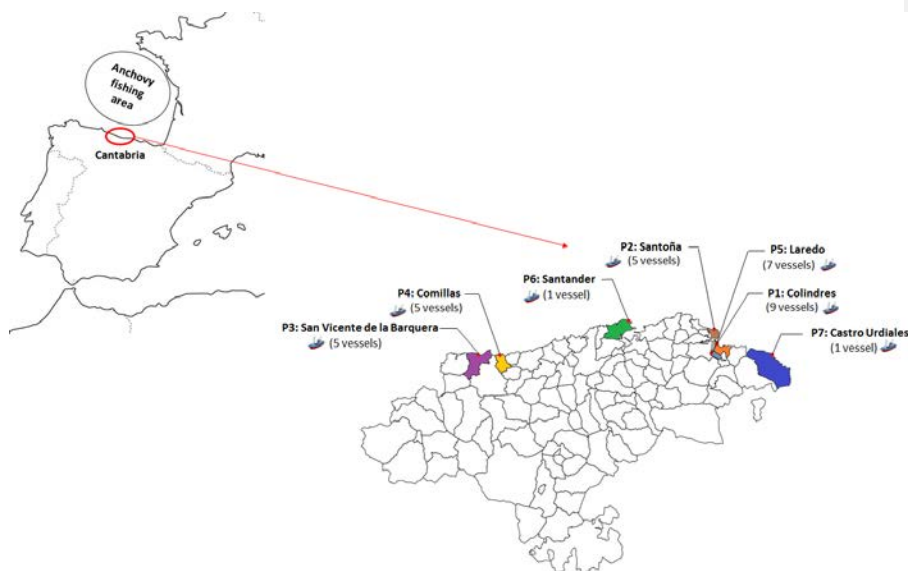 Anchovy
fishing
area
Cantabria
P2: Santoña
(5 vessels)
P5: Laredo
(7 vessels)
P6: Santander
(1 vessel)
P1: Colindres
(9 vessels)
P4: Comillas
(5 vessels)
P3: San Vicente de la Barquera
(5 vessels)
P7: Castro Urdiales
(1 vessel)